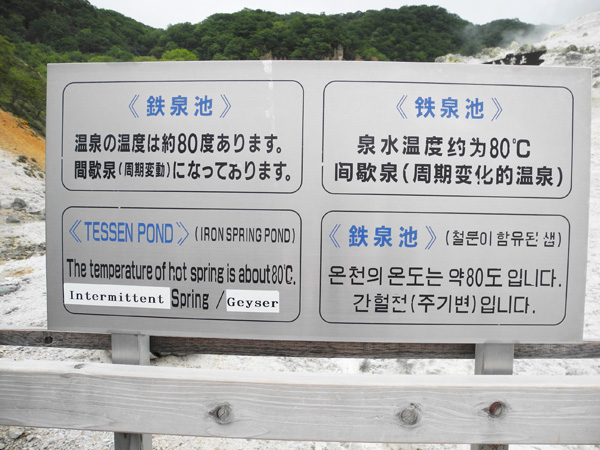 《鉄泉池》
温泉の温度は約80度あります。
間歇泉(周期変動)になっております。
《铁泉池》
泉水温度约为80℃
间歇泉(周期变化的温泉)
《TESSEN POND》(IRON SPRING POND)
The temperature of hot spring is about 80℃.
Intermittent Spring / Geyser
《鉄泉池》(철분이 함유된 샘)
온천의 온도는 약80도 입니다.
간헐전(주기변)입니다.